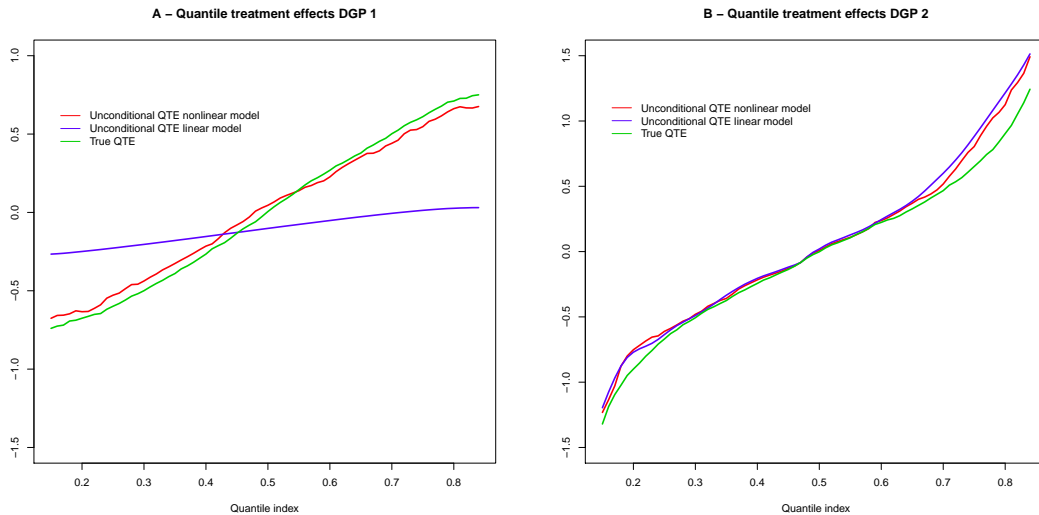 A – Quantile treatment effects DGP 1
1.0
0.5
0.0
−0.5
−1.0
−1.5
Unconditional QTE nonlinear model
Unconditional QTE linear model
True QTE
0.2 0.3 0.4 0.5 0.6 0.7 0.8
Quantile index
B – Quantile treatment effects DGP 2
1.5
1.0
0.5
0.0
−0.5
−1.0
−1.5
Unconditional QTE nonlinear model
Unconditional QTE linear model
True QTE
0.2 0.3 0.4 0.5 0.6 0.7 0.8
Quantile index